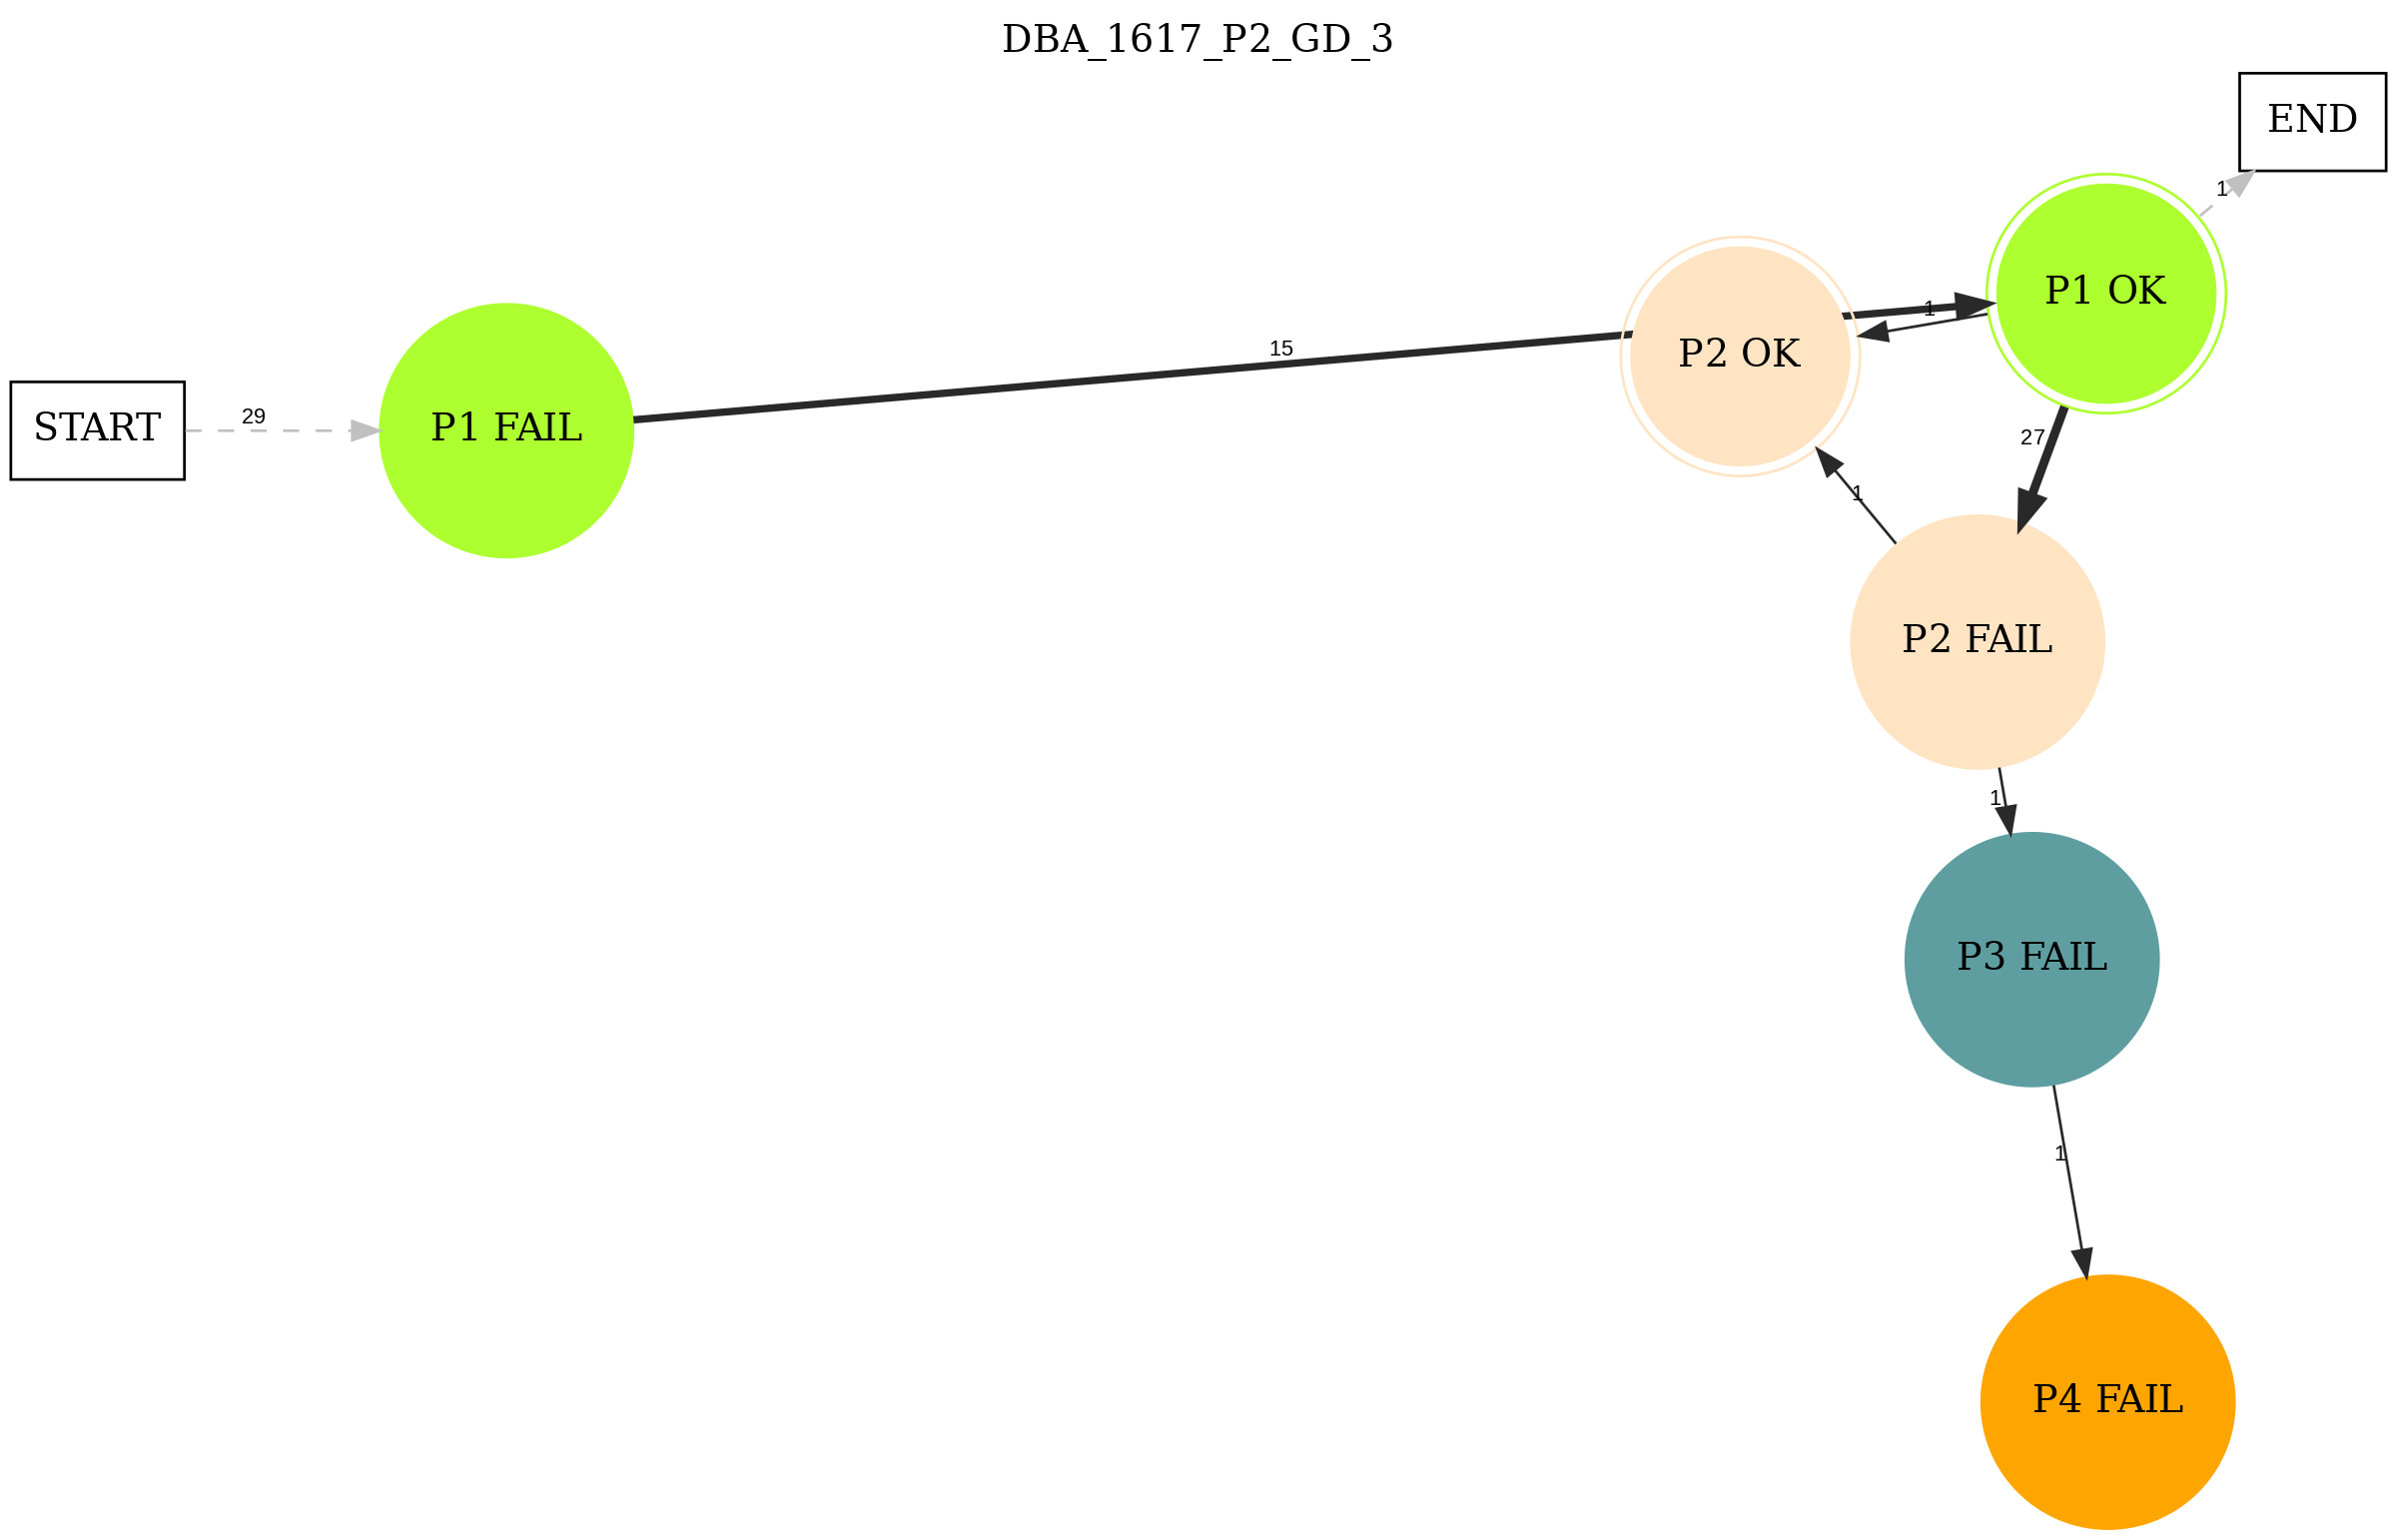 DBA_1617_P2_GD_3
END
1
P1 OK
1
15
P2 OK
START
29
P1 FAIL
27
1
P2 FAIL
1
P3 FAIL
1
P4 FAIL